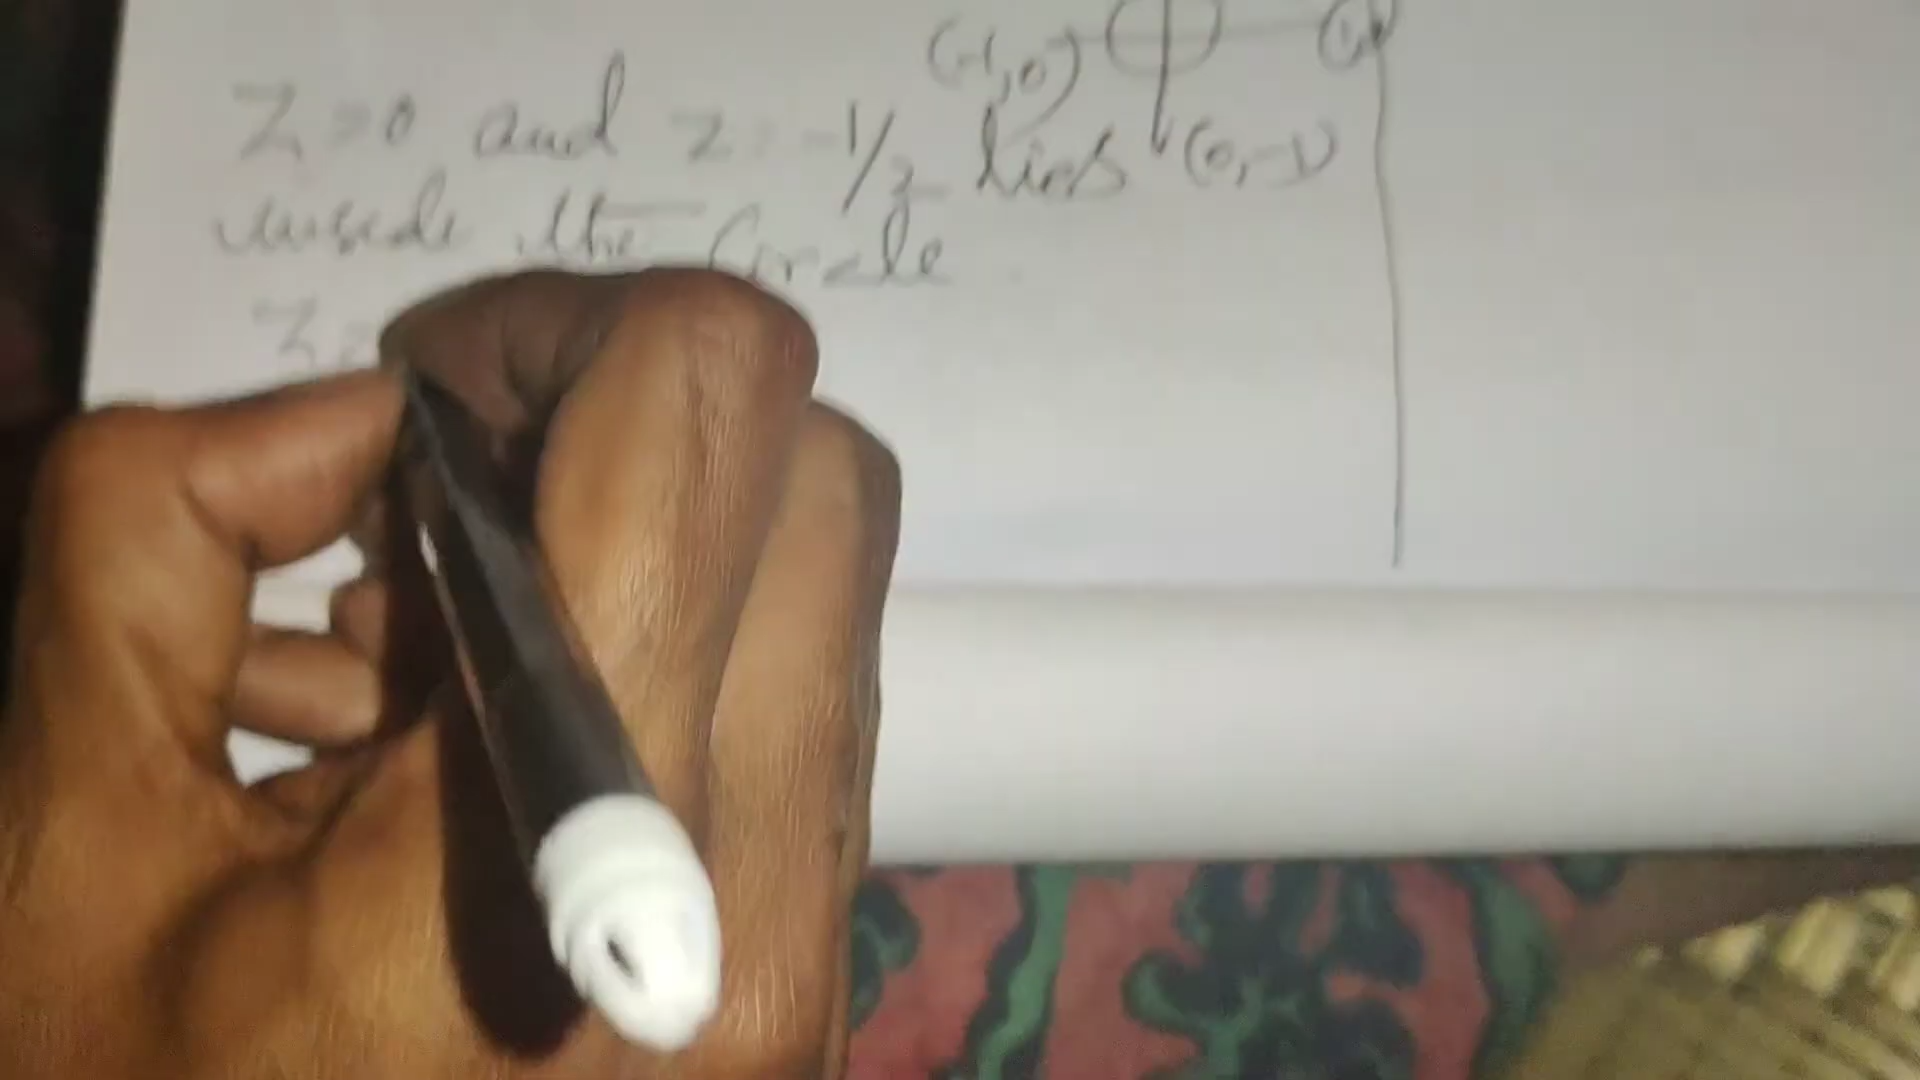 (-1,0)
Z=0 and z=-1/2 lies (0,-1)
inside the Circle.
Z=